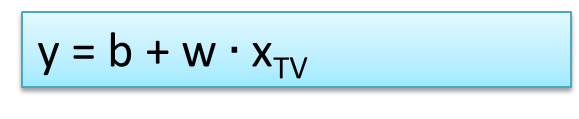 y = b + w · x_TV